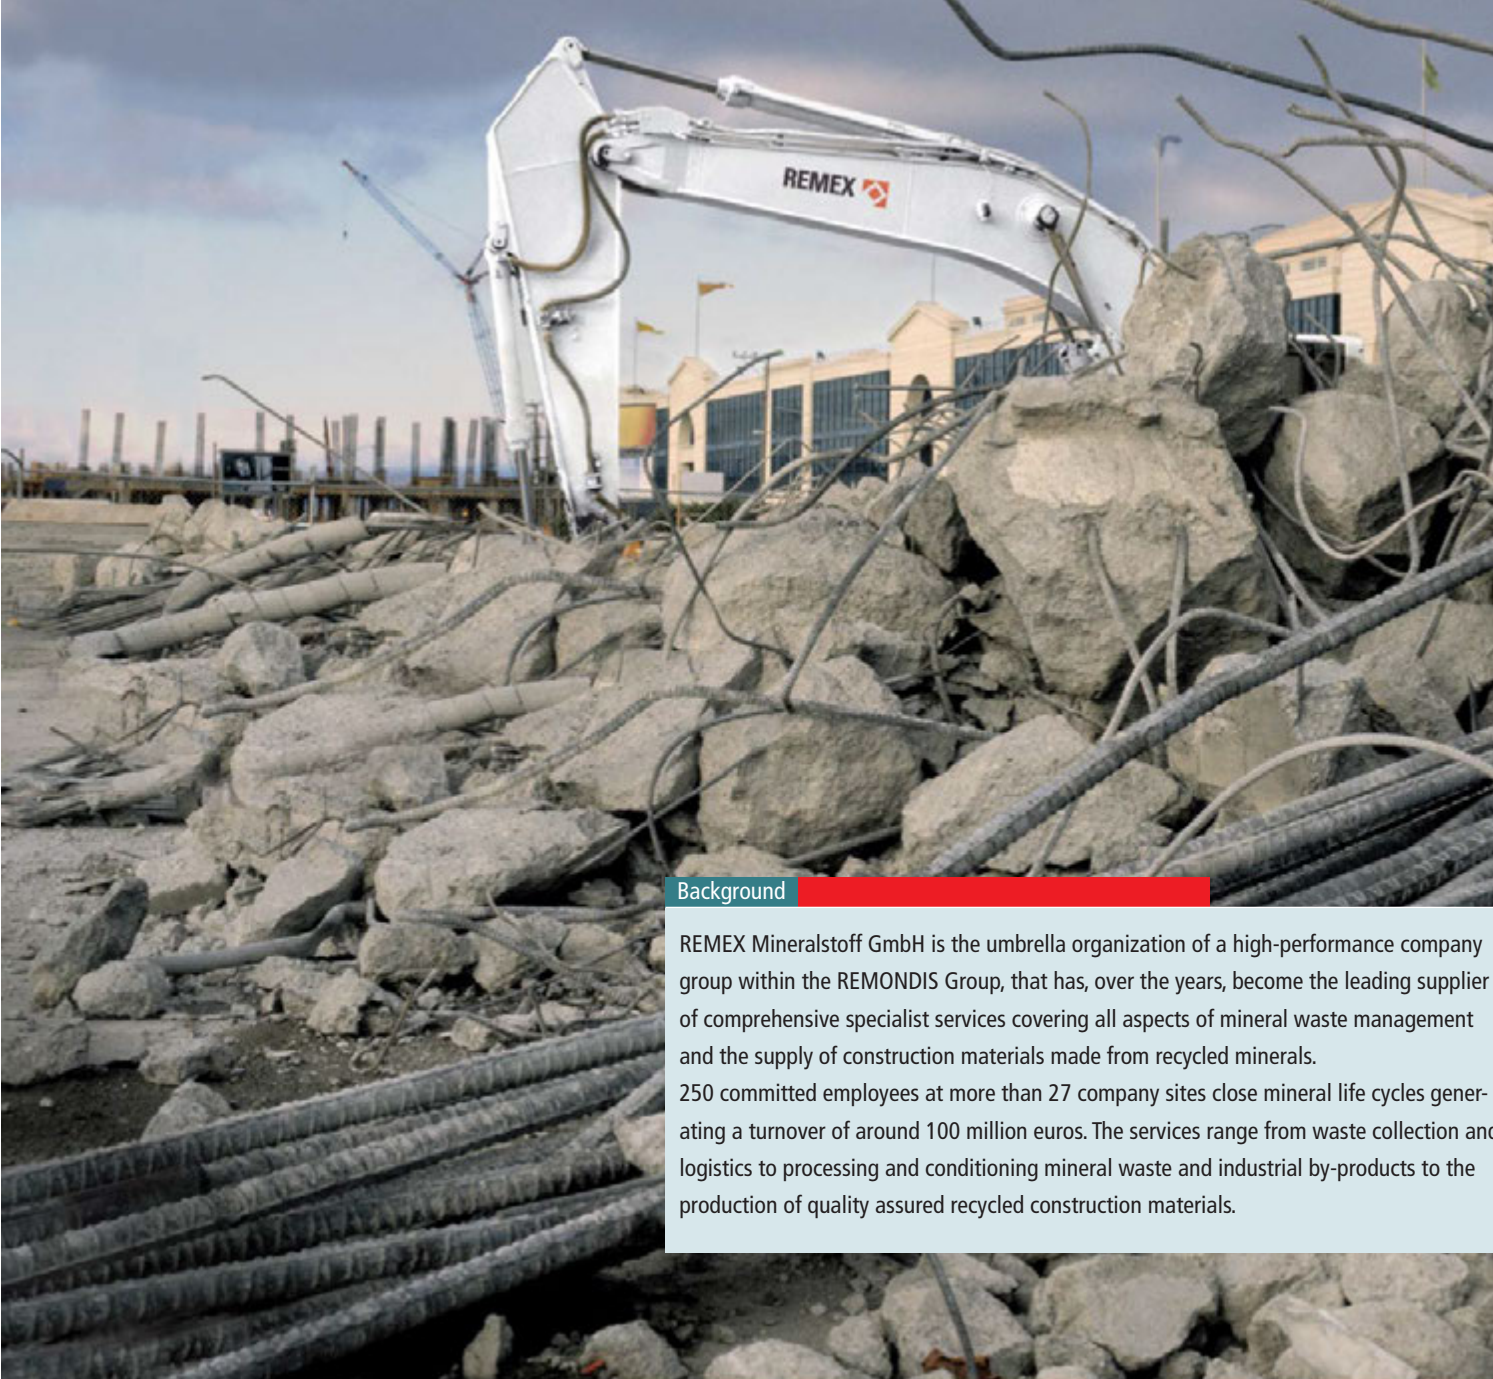 REMEX
Background
REMEX Mineralstoff GmbH is the umbrella organization of a high-performance company
group within the REMONDIS Group, that has, over the years, become the leading supplier
of comprehensive specialist services covering all aspects of mineral waste management
and the supply of construction materials made from recycled minerals.
250 committed employees at more than 27 company sites close mineral life cycles gener-
ating a turnover of around 100 million euros. The services range from waste collection and
logistics to processing and conditioning mineral waste and industrial by-products to the
production of quality assured recycled construction materials.